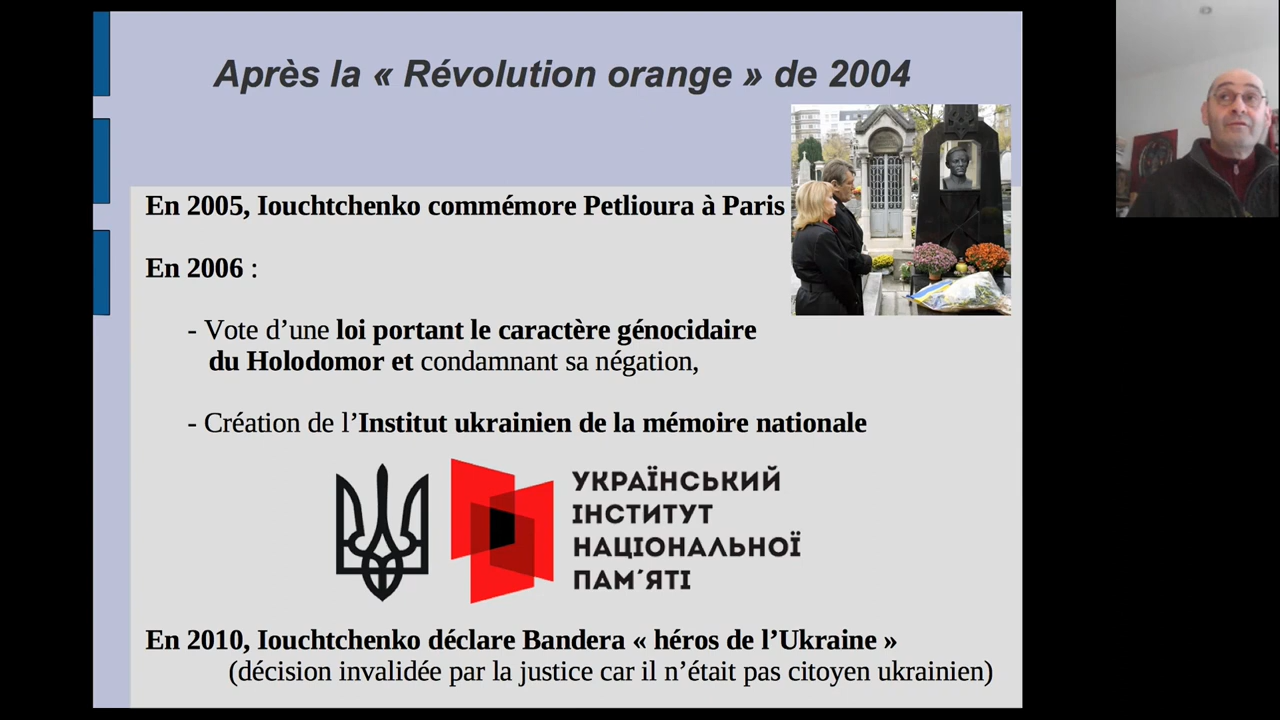 Après la « Révolution orange » de 2004
En 2005, Iouchtchenko commémore Petlioura à Paris
En 2006 :
- Vote d’une loi portant le caractère génocidaire
du Holodomor et condamnant sa négation,
- Création de l’Institut ukrainien de la mémoire nationale
УКРАЇНСЬКИЙ
ІНСТИТУТ
НАЦІОНАЛЬНОЇ
ПАМ´ЯТІ
En 2010, Iouchtchenko déclare Bandera « héros de l’Ukraine »
(décision invalidée par la justice car il n’était pas citoyen ukrainien)